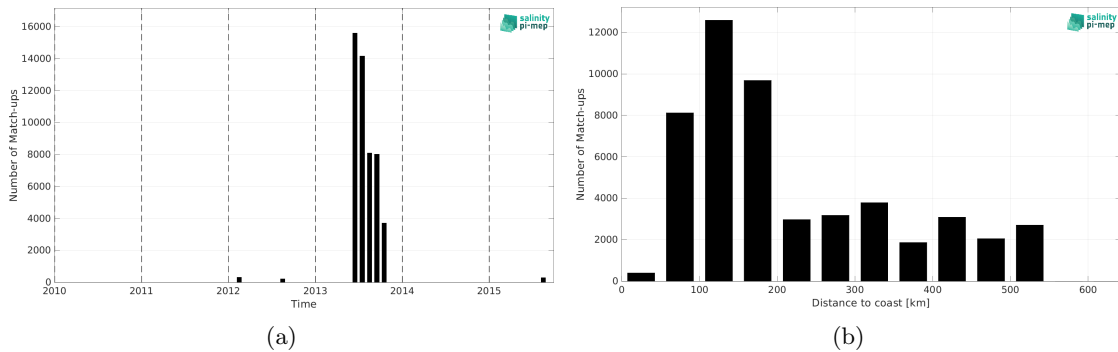 salinity
pi-mep
Number of Match-ups
16000
14000
12000
10000
8000
6000
4000
2000
0
2010 2011 2012 2013 2014 2015
Time
(a)
salinity
pi-mep
Number of Match-ups
12000
10000
8000
6000
4000
2000
0
0 100 200 300 400 500 600
Distance to coast [km]
(b)